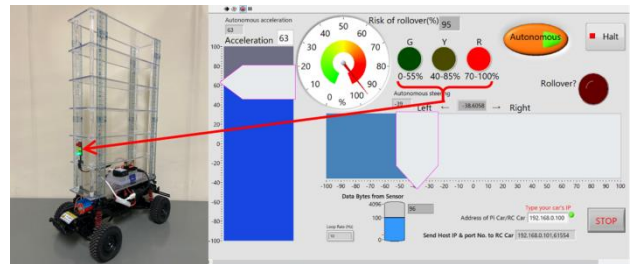 Autonomous acceleration
63
Acceleration 63
Risk of rollover(%) 95
0 10 20 30 40 50 60 70 80 90 100
%
G Y R
0-55% 40-85% 70-100%
Autonomous
Halt
Rollover?
Autonomous steering
-39
Left ← -38.6058 → Right
100
80
60
40
20
0
-20
-40
-60
-80
-100
-100 -90 -80 -70 -60 -50 -40 -30 -20 -10 0 10 20 30 40 50 60 70 80 90 100
Data Bytes from Sensor
4096
96
100
0
Loop Rate (Hz)
Type your car's IP
Address of PI Car/RC Car 192.168.0.100
Send Host IP & port No. to RC Car 192.168.0.101,61554
STOP